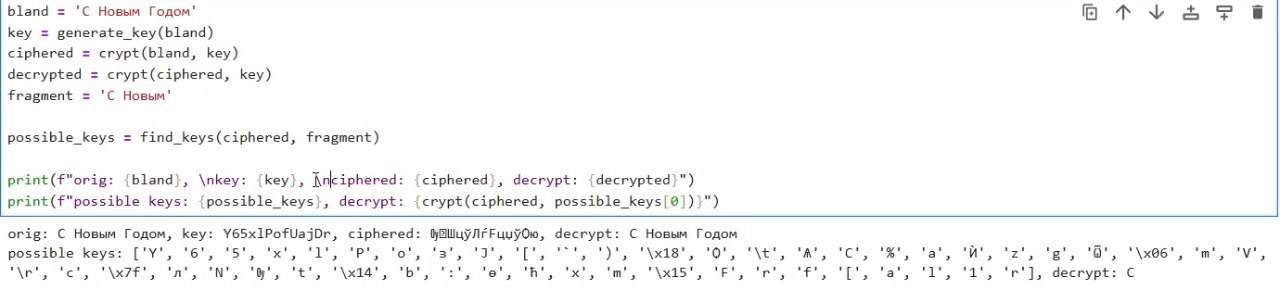 bland = 'С Новым Годом'
key = generate_key(bland)
ciphered = crypt(bland, key)
decrypted = crypt(ciphered, key)
fragment = 'С Новым'
possible_keys = find_keys(ciphered, fragment)
print(f"orig: {bland}, \nkey: {key}, \nciphered: {ciphered}, decrypt: {decrypted}")
print(f"possible keys: {possible_keys}, decrypt: {crypt(ciphered, possible_keys[0])}")
orig: С Новым Годом, key: Y65xlPofUajDr, ciphered: decrypt: С Новым Годом
possible keys: ['Y', '6', '5', 'x', 'l', 'P', 'o', 'з', 'J', '[', '`', ')', '\x18', 'Ѻ', '\t', 'Ѧ', 'C', '%', 'a', 'Ѝ', 'z', 'g', 'Ѿ', '\x06', 'm', 'V',
'\r', 'c', '\x7f', 'л', 'N', 'Ѹ', 't', '\x14', 'b', ':', 'ѳ', 'ћ', 'x', 'm', '\x15', 'F', 'r', 'f', '[', 'a', 'l', '1', 'r'], decrypt: С